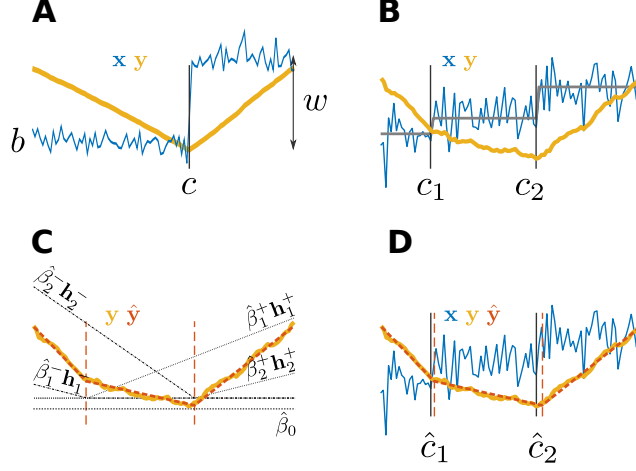 A
x y
b
w
c
B
x y
c₁
c₂
C
β̂₂⁻h₂⁻
y ŷ
β̂₁⁺h₁⁺
β̂₁⁻h₁⁻
β̂₂⁺h₂⁺
β̂₀
D
x y ŷ
ĉ₁
ĉ₂